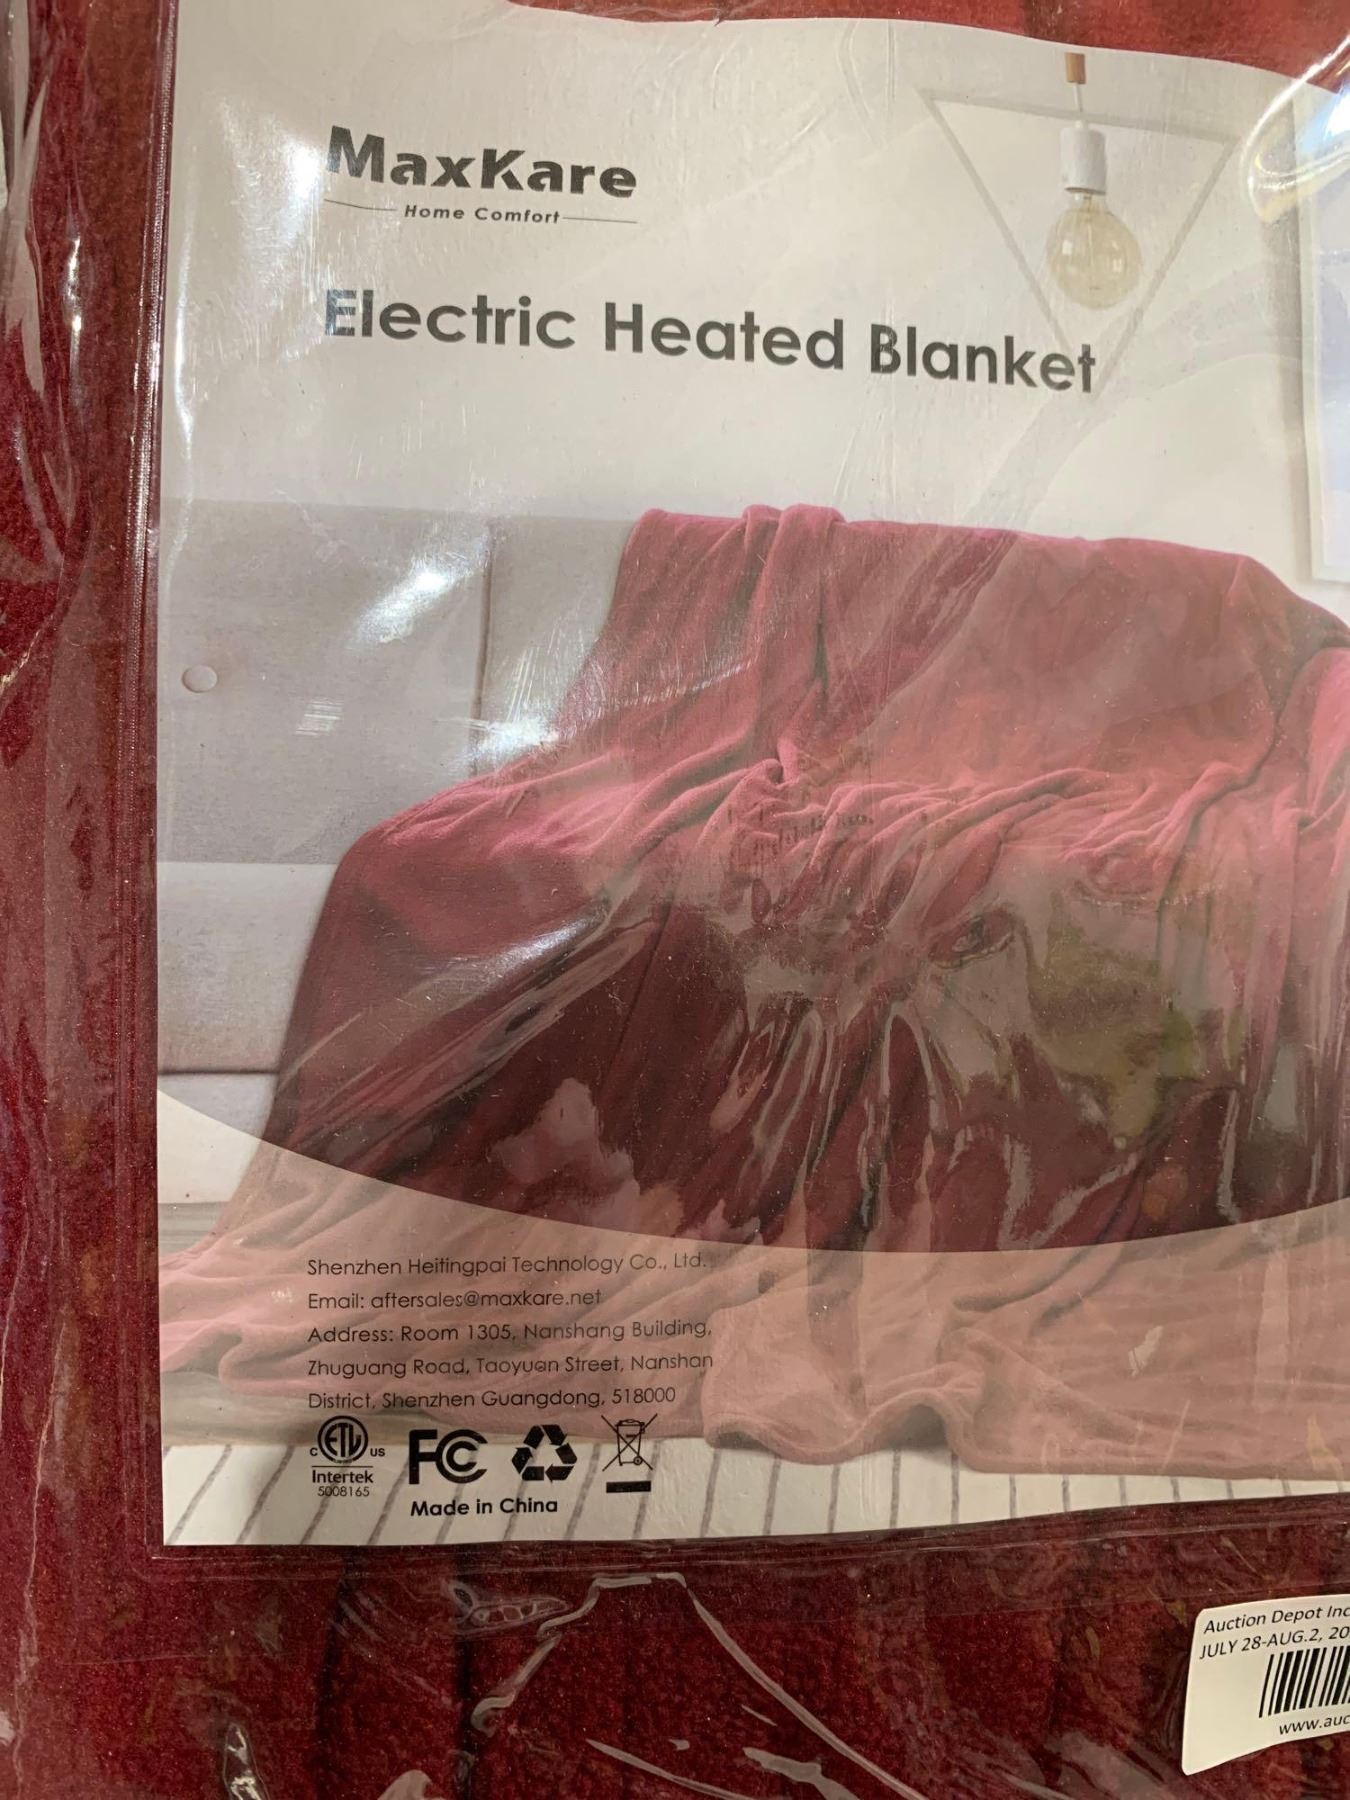 MaxKare
Home Comfort
Electric Heated Blanket
Shenzhen Heitingpai Technology Co., Ltd.
Email: aftersales@maxkare.net
Address: Room 1305, Nanshang Building,
Zhuguang Road, Taoyuan Street, Nanshan
District, Shenzhen Guangdong, 518000
C ETL US
Intertek
5008165
FC
Made in China
Auction Depot Inc
JULY 28-AUG.2, 20
www.auc